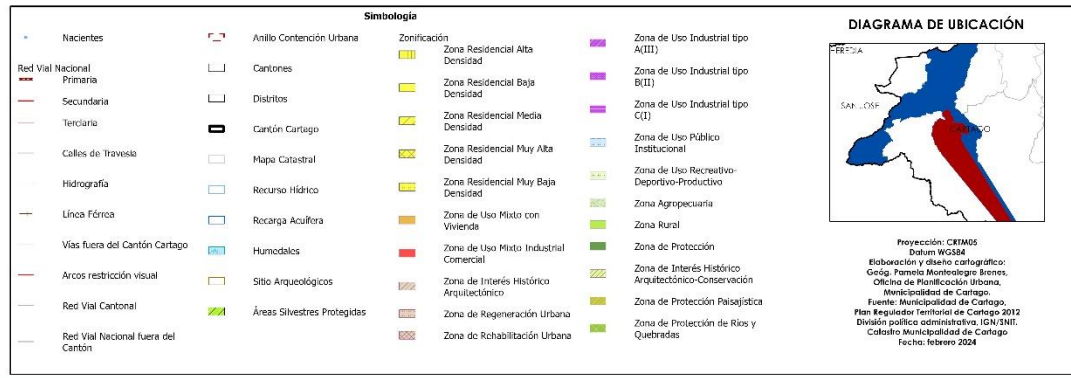 Simbología
Nacientes
Red Vial Nacional
Primaria
Secundaria
Terciaria
Calles de Travesía
Hidrografía
Línea Férrea
Vías fuera del Cantón Cartago
Arcos restricción visual
Red Vial Cantonal
Red Vial Nacional fuera del
Cantón
Anillo Contención Urbana
Cantones
Distritos
Cantón Cartago
Mapa Catastral
Recurso Hídrico
Recarga Acuífera
Humedales
Sitio Arqueológico
Áreas Silvestres Protegidas
Zonificación
Zona Residencial Alta
Densidad
Zona Residencial Baja
Densidad
Zona Residencial Media
Densidad
Zona Residencial Muy Alta
Densidad
Zona Residencial Muy Baja
Densidad
Zona de Uso Mixto con
Vivienda
Zona de Uso Mixto Industrial
Comercial
Zona de Interés Histórico
Arquitectónico
Zona de Regeneración Urbana
Zona de Rehabilitación Urbana
Zona de Uso Industrial tipo
A(III)
Zona de Uso Industrial tipo
B(II)
Zona de Uso Industrial tipo
C(I)
Zona de Uso Público
Institucional
Zona de Uso Recreativo-
Deportivo-Productivo
Zona Agropecuaria
Zona Rural
Zona de Protección
Zona de Interés Histórico
Arquitectónico-Conservación
Zona de Protección Paisajística
Zona de Protección de Ríos y
Quebradas
DIAGRAMA DE UBICACIÓN
EREDIA
SAN JOSE
CARTAGO
Proyección: CRTM05
Datum WGS84
Elaboración y diseño cartográfico:
Geóg. Pamela Montealegre Brenes,
Oficina de Planificación Urbana,
Municipalidad de Cartago.
Fuente: Municipalidad de Cartago,
Plan Regulador Territorial de Cartago 2012
División política administrativa, IGN/SNIT.
Catastro Municipalidad de Cartago
Fecha: febrero 2024